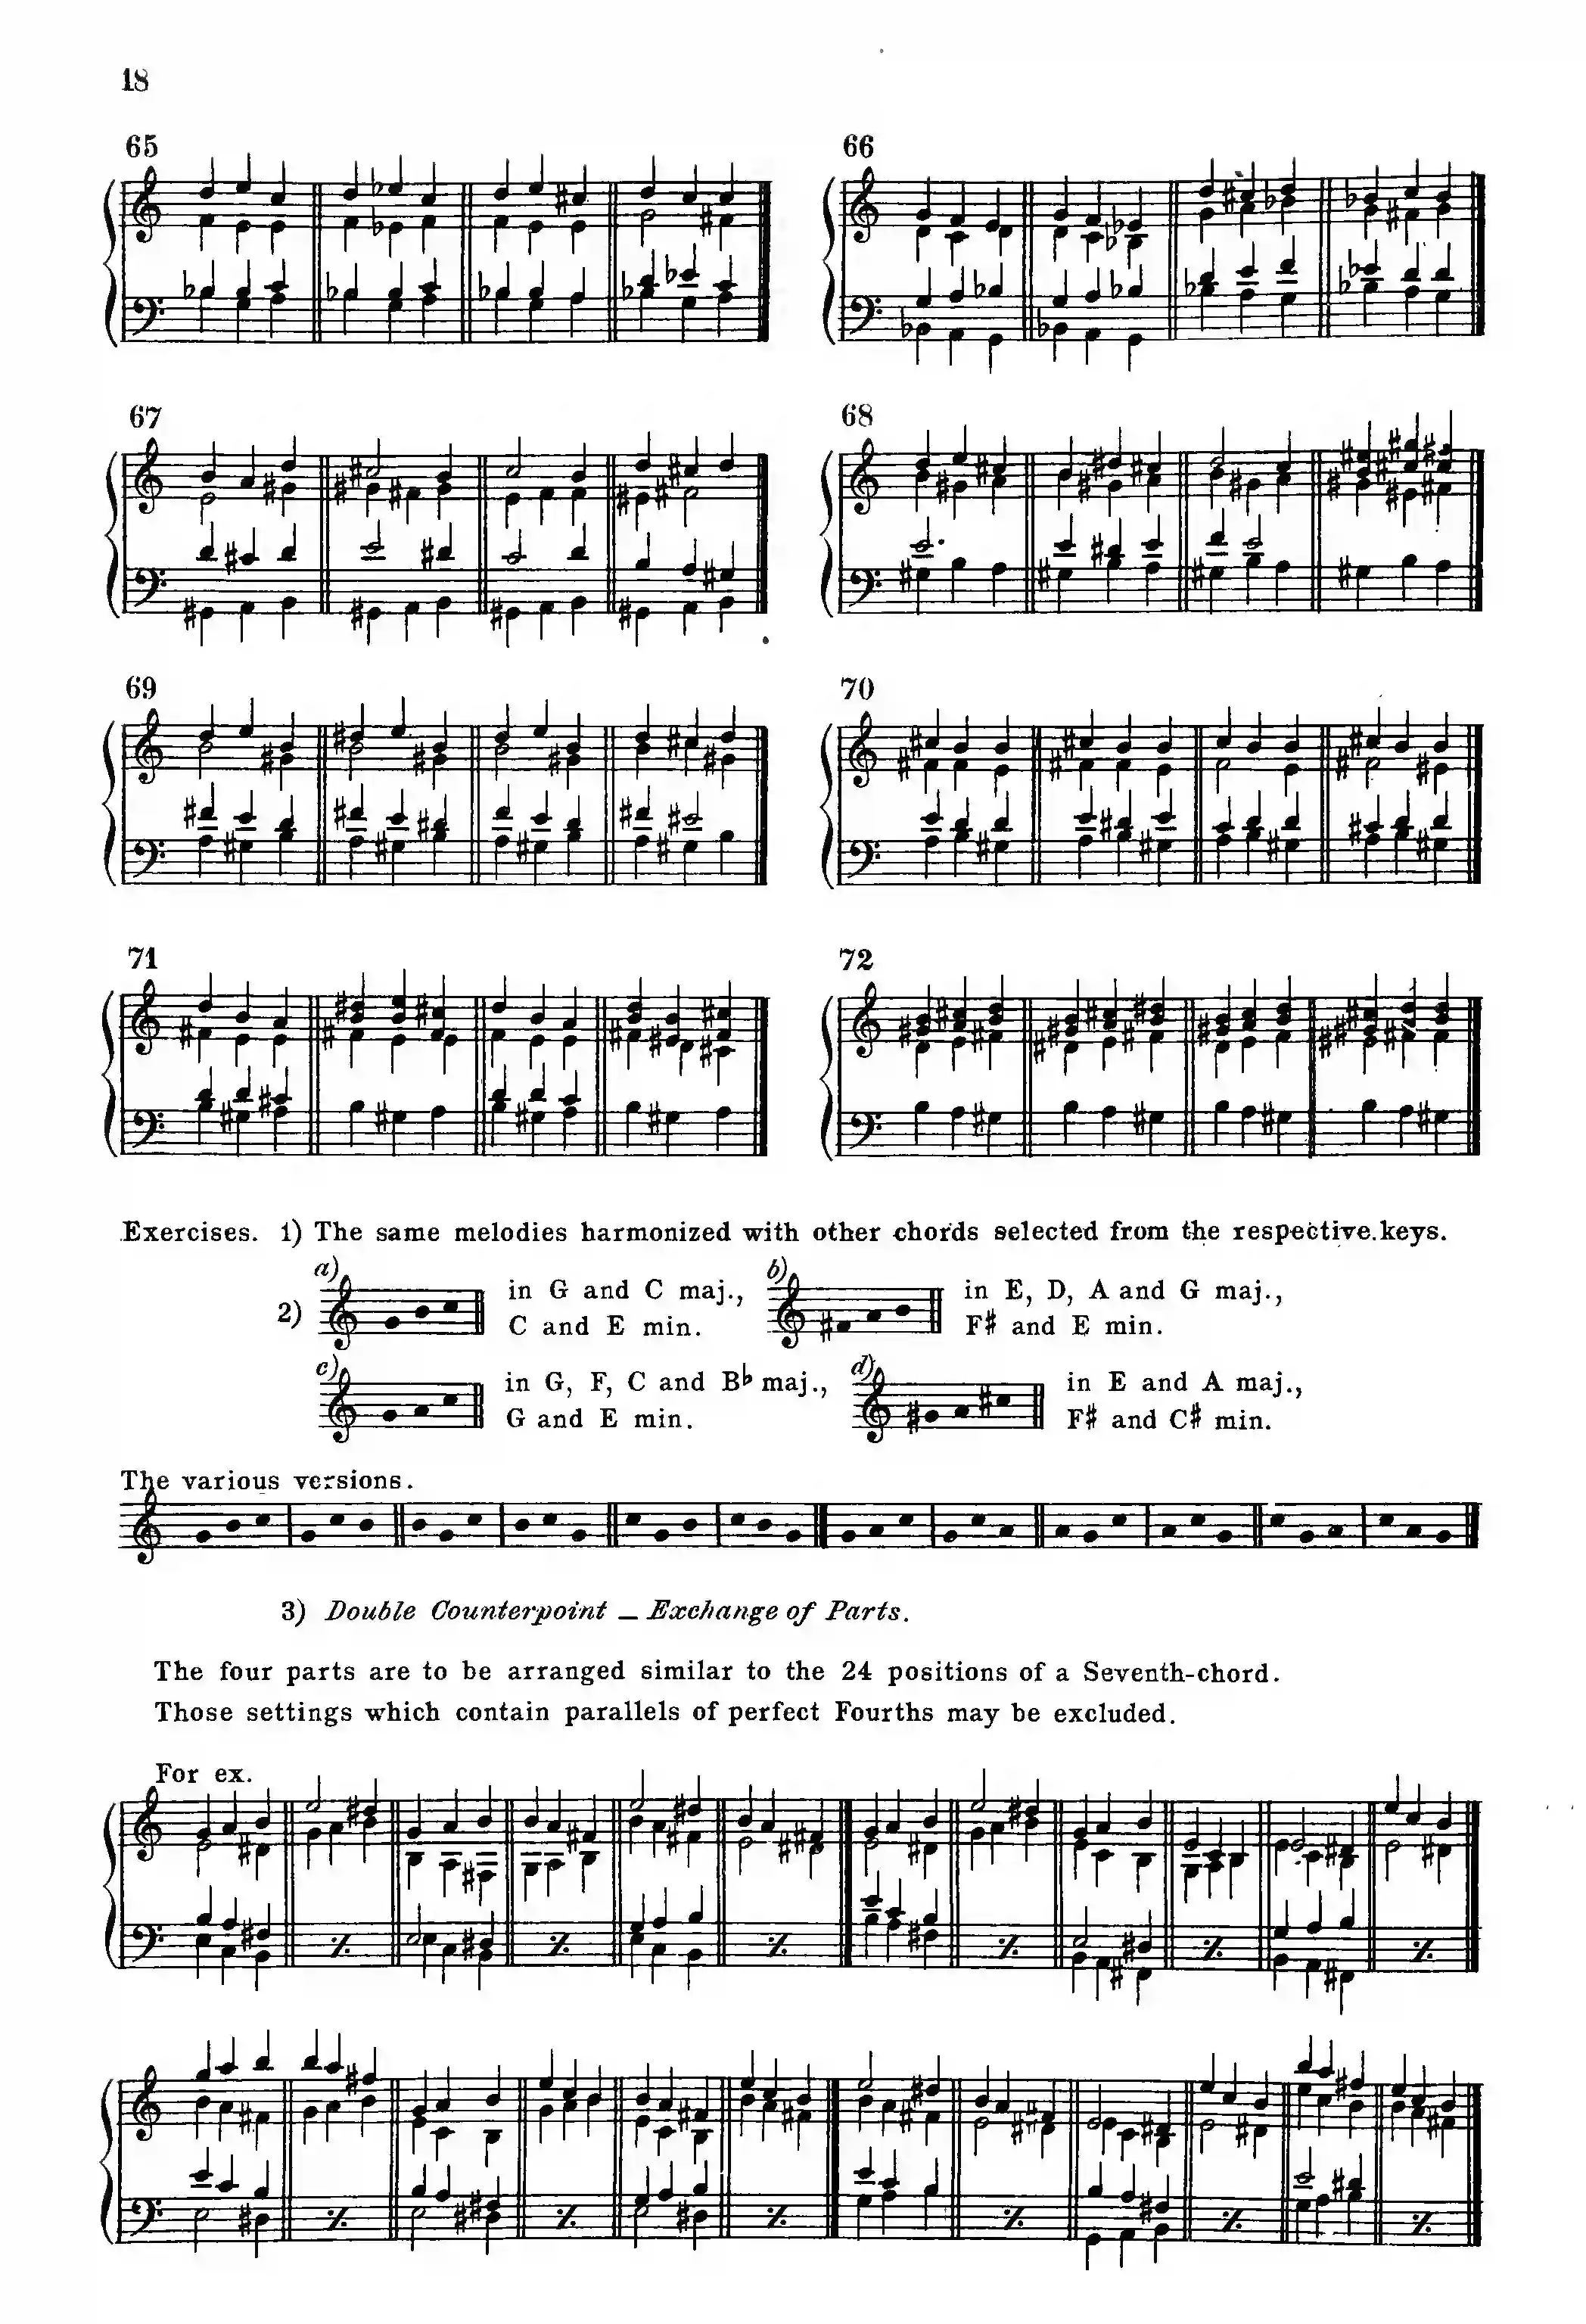 18
65
66
67
68
69
70
71
72
Exercises. 1) The same melodies harmonized with other chords selected from the respective keys.
2) a) in G and C maj., b) in E, D, A and G maj.,
C and E min. F♯ and E min.
c) in G, F, C and B♭ maj., d) in E and A maj.,
G and E min. F♯ and C♯ min.
The various versions.
3) Double Counterpoint – Exchange of Parts.
The four parts are to be arranged similar to the 24 positions of a Seventh-chord.
Those settings which contain parallels of perfect Fourths may be excluded.
For ex.